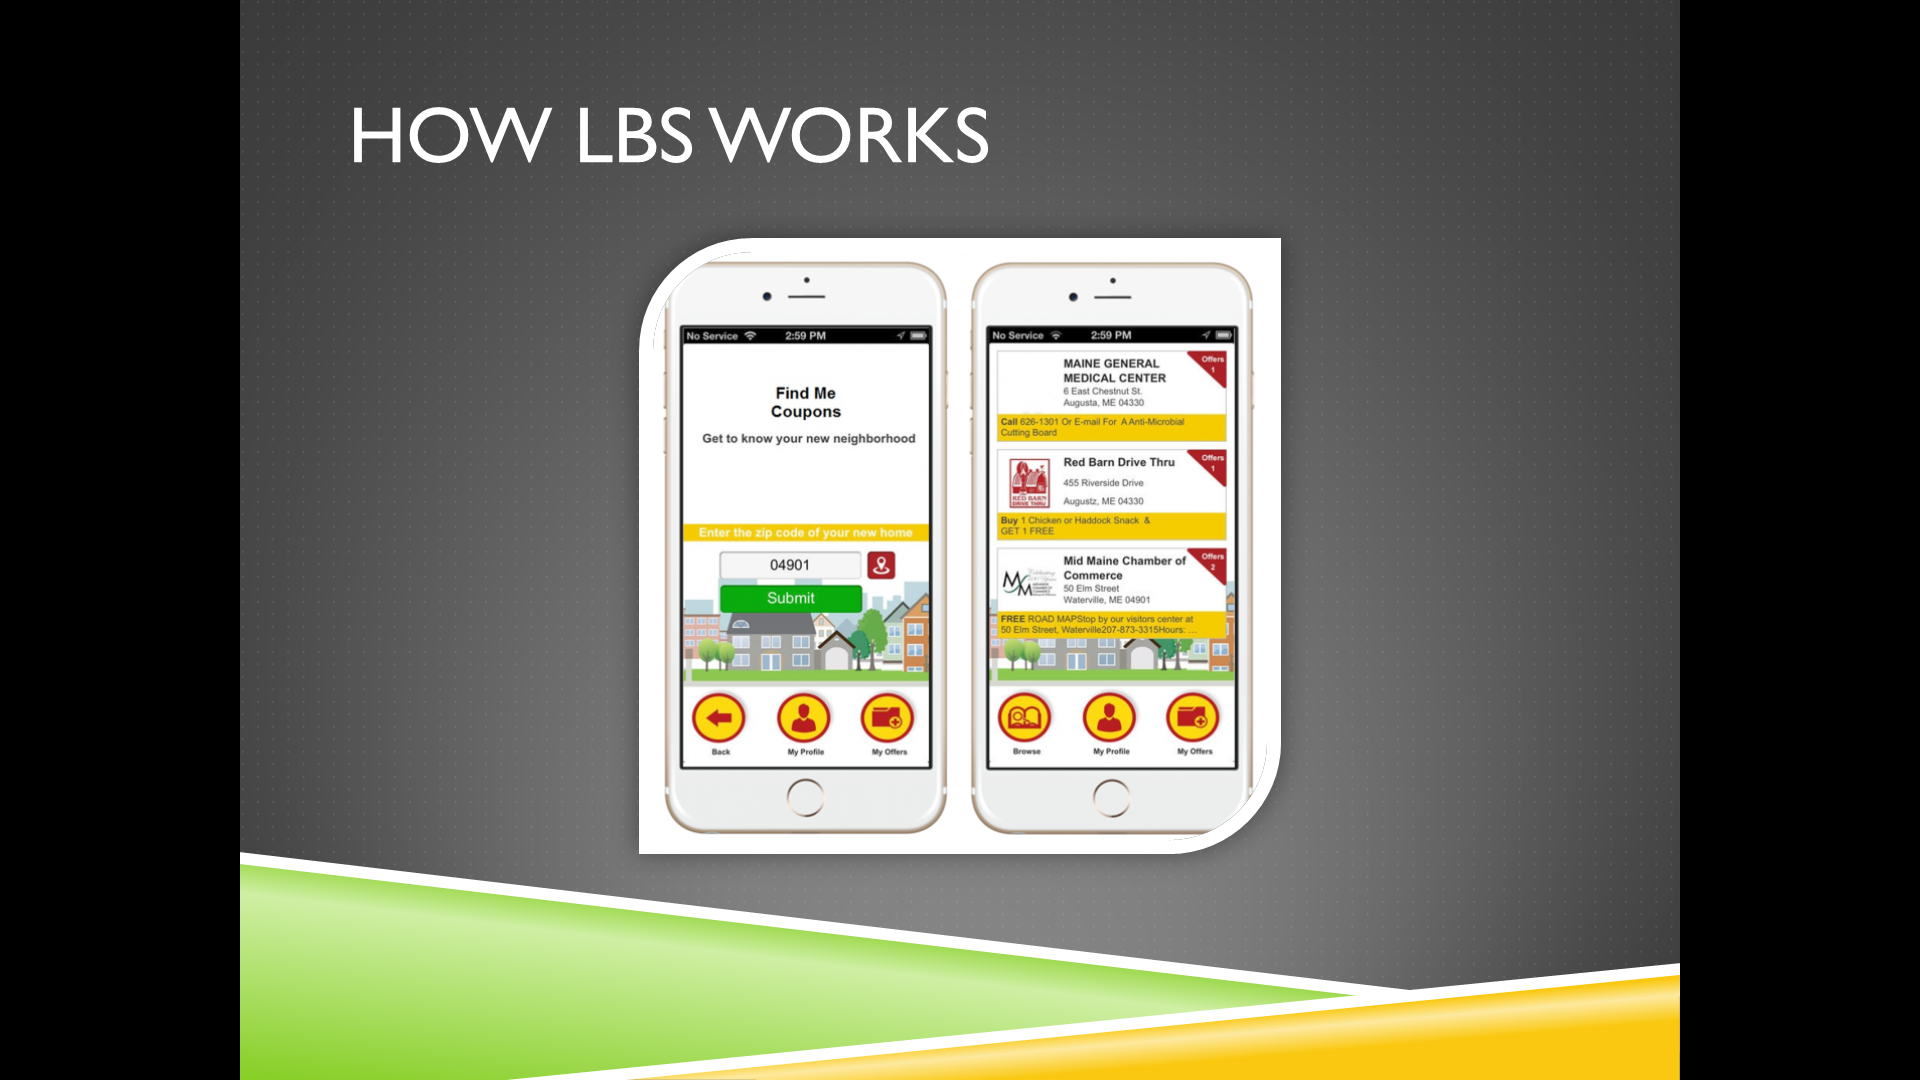 HOW LBS WORKS
No Service 2:59 PM
Find Me
Coupons
Get to know your new neighborhood
Enter the zip code of your new home
04901
Submit
Back My Profile My Offers
No Service 2:59 PM
MAINE GENERAL
MEDICAL CENTER
6 East Chestnut St.
Augusta, ME 04330
Offers
1
Call 626-1301 Or E-mail For A Anti-Microbial
Cutting Board
RED BARN
DRIVE THRU
Red Barn Drive Thru
455 Riverside Drive
Augustz, ME 04330
Offers
1
Buy 1 Chicken or Haddock Snack &
GET 1 FREE
Mid Maine Chamber of
Commerce
50 Elm Street
Waterville, ME 04901
Offers
2
FREE ROAD MAPStop by our visitors center at
50 Elm Street, Waterville207-873-3315Hours: ...
Browse My Profile My Offers